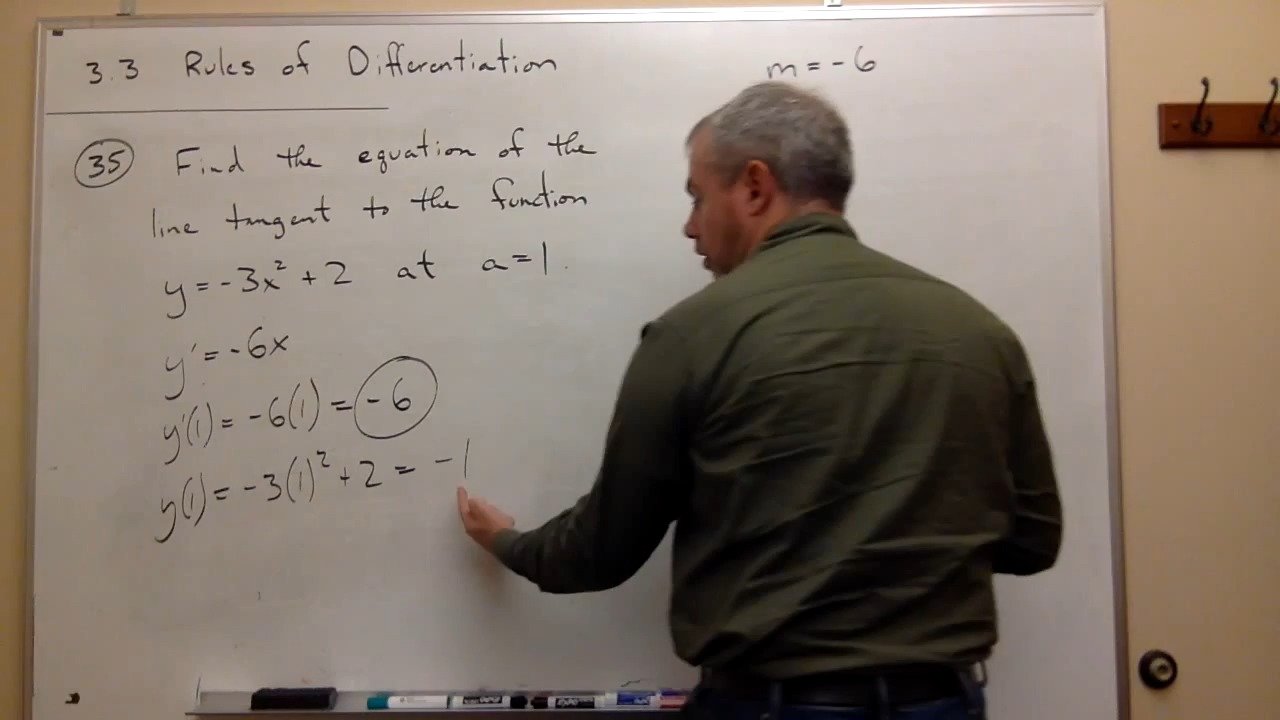 3.3 Rules of Differentiation
m = -6
35 Find the equation of the
line tangent to the function
y = -3x² + 2 at a = 1.
y' = -6x
y'(1) = -6(1) = -6
y(1) = -3(1)² + 2 = -1